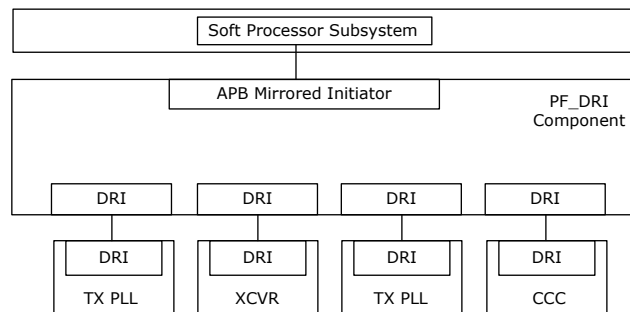 Soft Processor Subsystem
APB Mirrored Initiator
PF_DRI
Component
DRI
DRI
DRI
DRI
DRI
DRI
DRI
DRI
TX PLL
XCVR
TX PLL
CCC